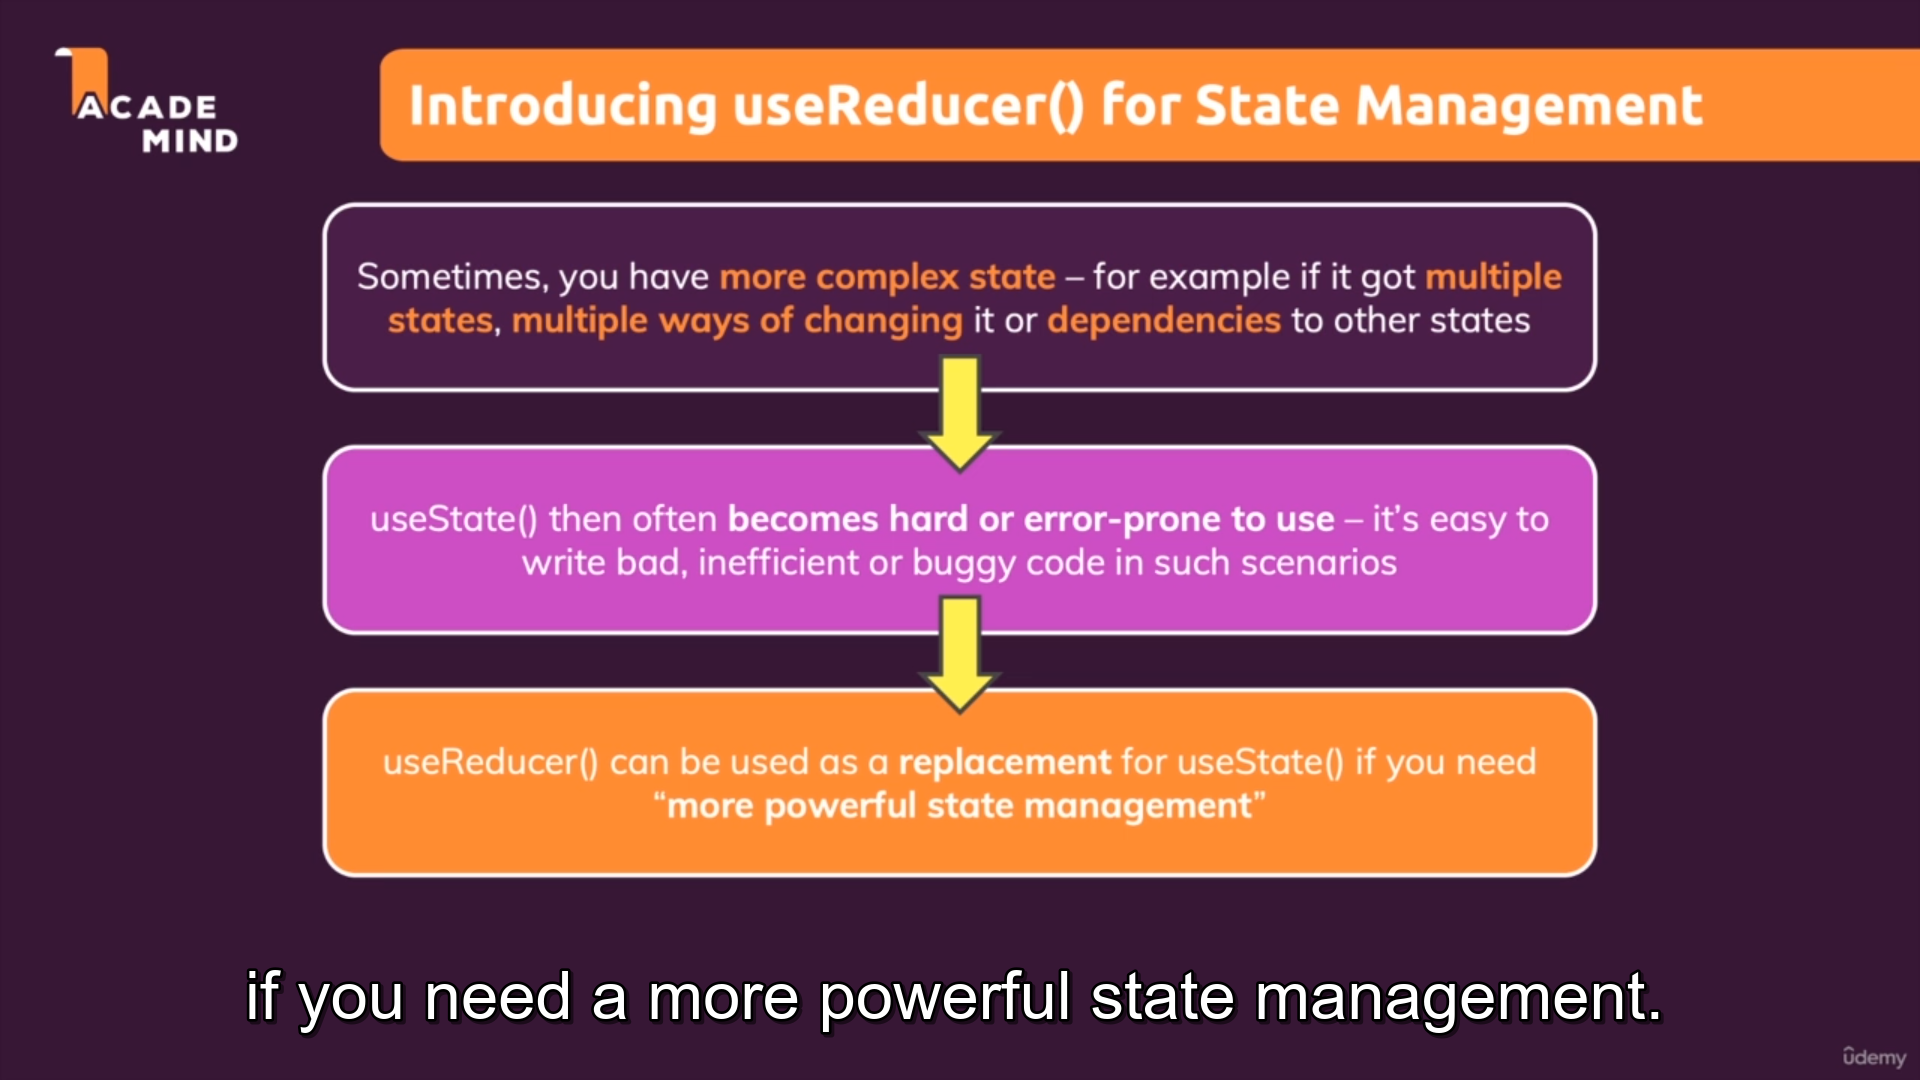 ACADE
MIND
Introducing useReducer() for State Management
Sometimes, you have more complex state – for example if it got multiple
states, multiple ways of changing it or dependencies to other states
useState() then often becomes hard or error-prone to use – it’s easy to
write bad, inefficient or buggy code in such scenarios
useReducer() can be used as a replacement for useState() if you need
“more powerful state management”
if you need a more powerful state management.
ûdemy